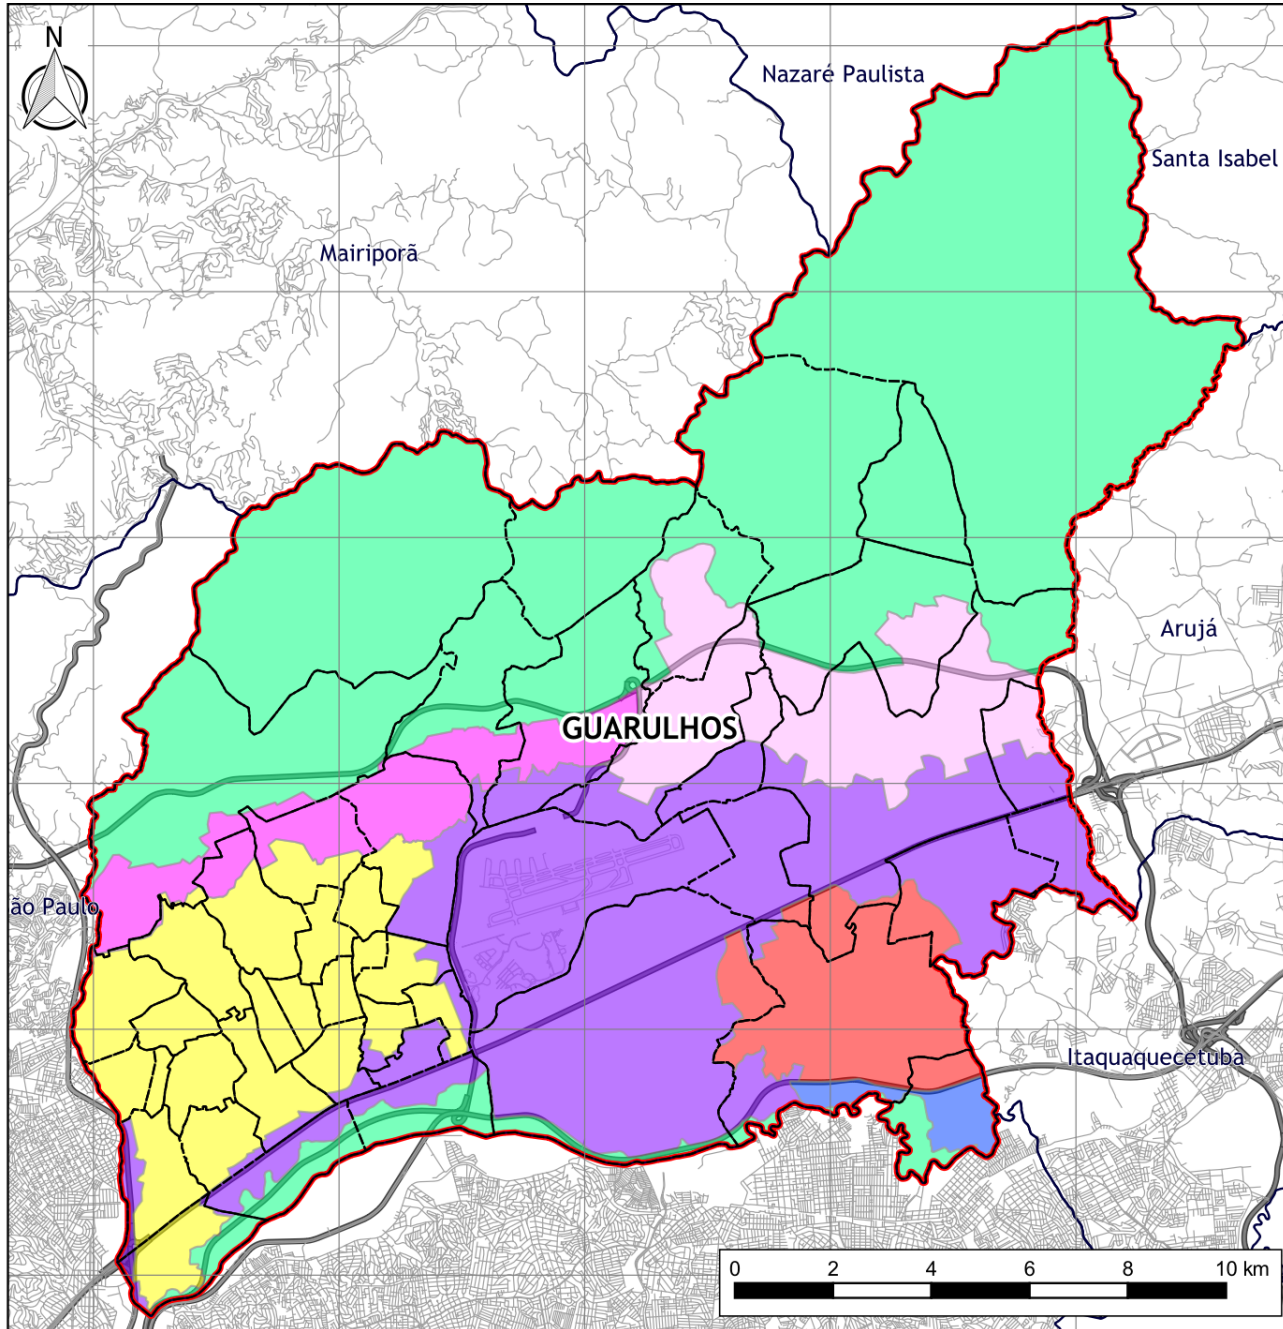 N
Nazaré Paulista
Santa Isabel
Mairiporã
Arujá
GUARULHOS
ão Paulo
Itaquaquecetuba
0 2 4 6 8 10 km